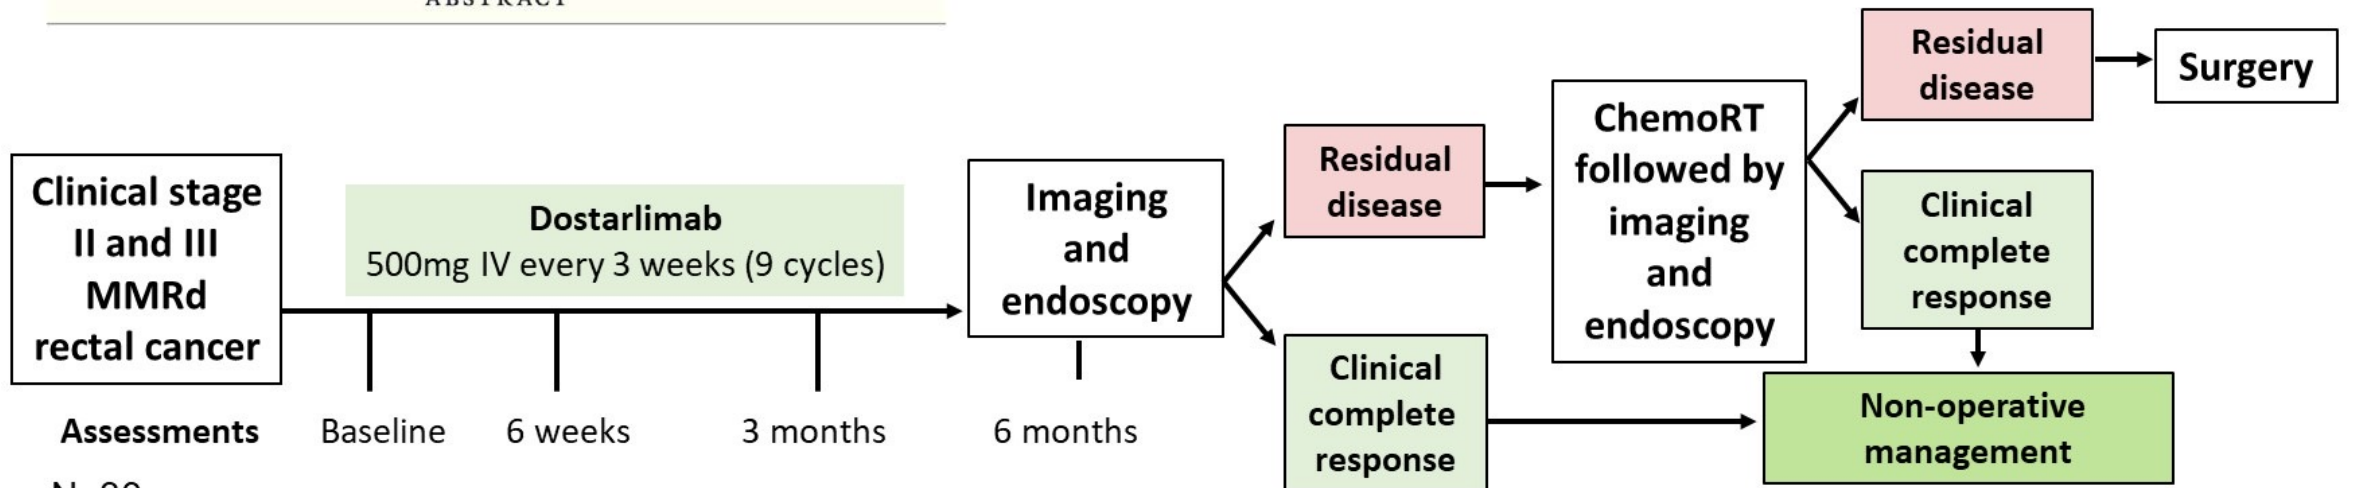 ABSTRACT
Clinical stage
II and III
MMRd
rectal cancer
Dostarlimab
500mg IV every 3 weeks (9 cycles)
Assessments
Baseline
6 weeks
3 months
6 months
Imaging
and
endoscopy
Residual
disease
Clinical
complete
response
ChemoRT
followed by
imaging
and
endoscopy
Residual
disease
Surgery
Clinical
complete
response
Non-operative
management